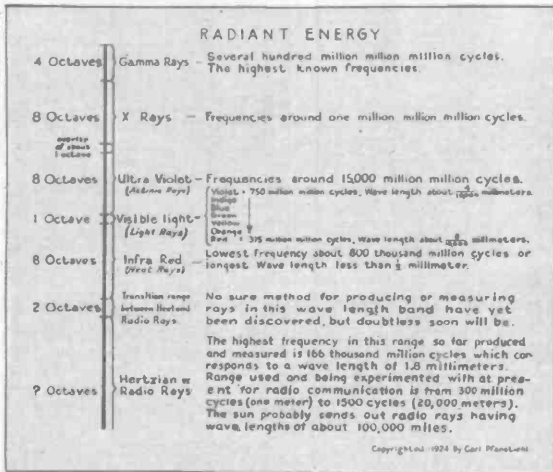 RADIANT ENERGY
4 Octaves Gamma Rays - Several hundred million million million cycles.
The highest known frequencies.
8 Octaves X Rays - Frequencies around one million million million cycles.
overlap
of about
1 octave
8 Octaves Ultra Violet - Frequencies around 15,000 million million cycles.
(Actinic Rays) Violet = 750 million million cycles, Wave length about millimeters.
Indigo
Blue
Green
1 Octave Visible light - Yellow
(Light Rays) Orange
Red = 375 million million cycles, Wave length about millimeters.
8 Octaves Infra Red - Lowest frequency about 600 thousand million cycles or
(Heat Rays) longest Wave length less than ½ millimeter.
2 Octaves Transition range between Heat and Radio Rays
No sure method for producing or measuring
rays in this wave length band have yet
been discovered, but doubtless soon will be.
The highest frequency in this range so far produced
and measured is 166 thousand million cycles which cor-
responds to a wave length of 1.8 millimeters.
? Octaves Hertzian or Radio Rays
Range used and being experimented with at pres-
ent for radio communication is from 300 million
cycles (one meter) to 1500 cycles (20,000 meters).
The sun probably sends out radio rays having
wave lengths of about 100,000 miles.
Copyrighted 1924 By Carl Pfanstiehl